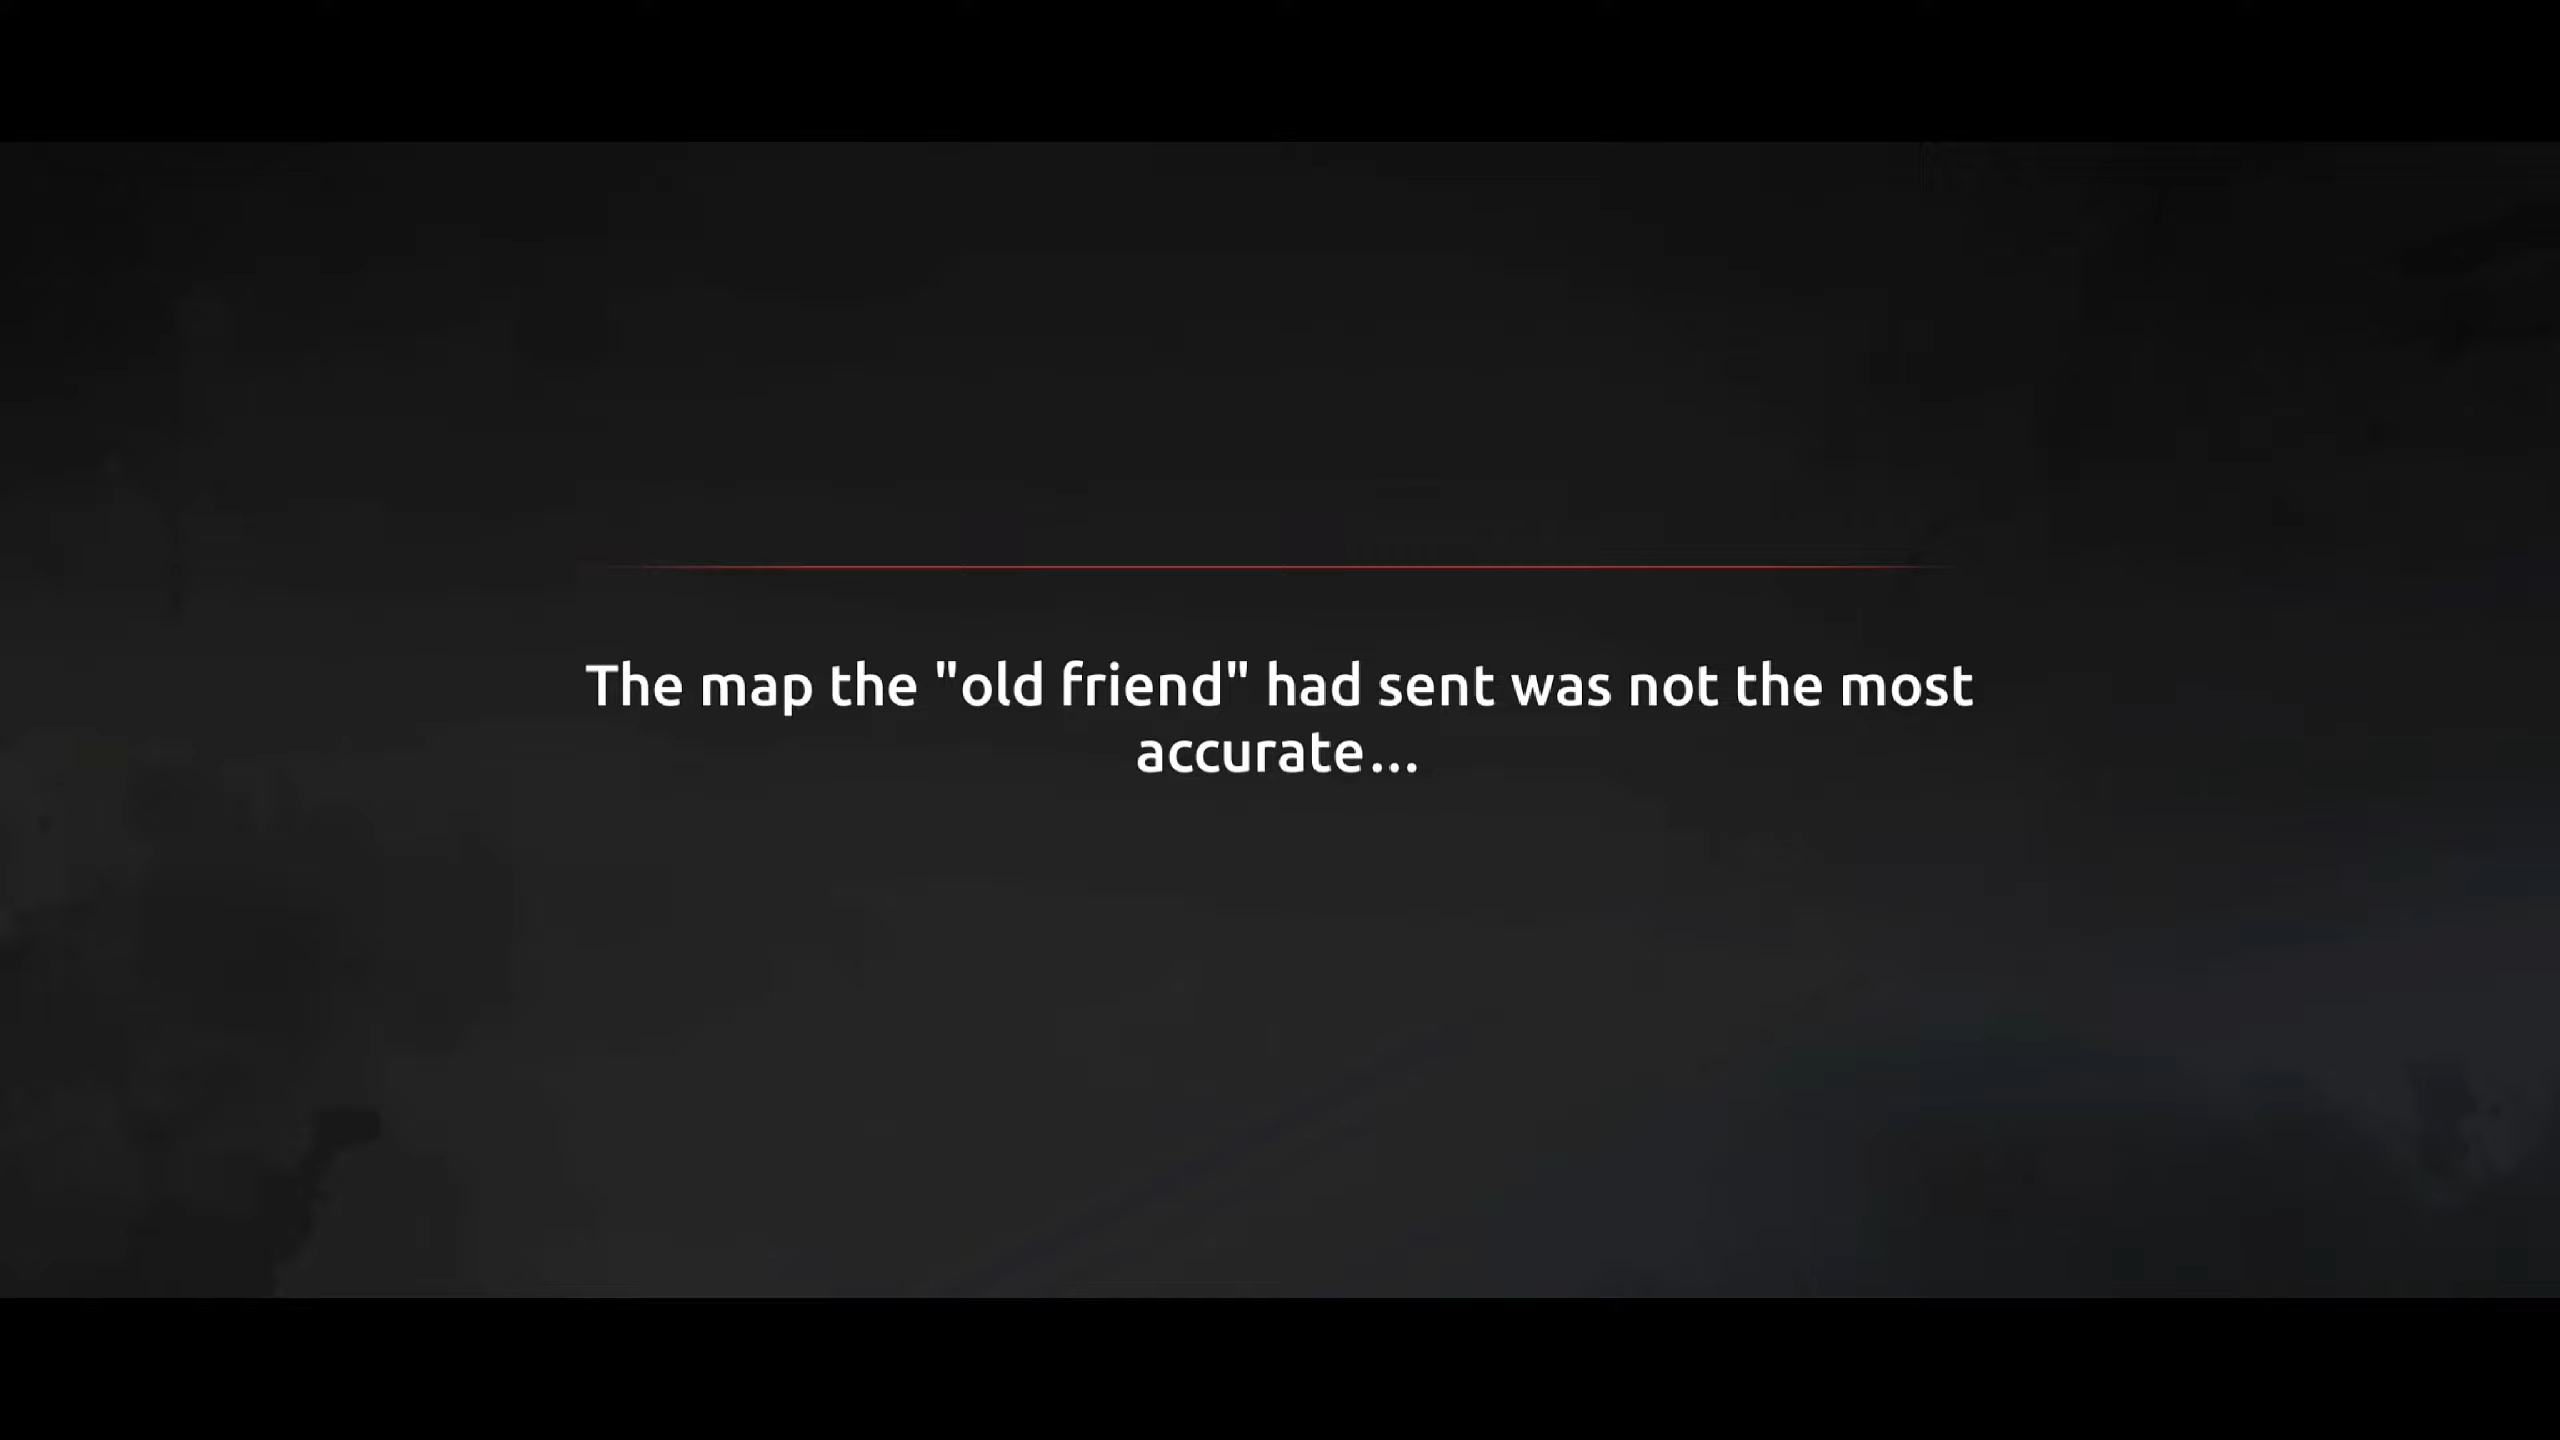 The map the "old friend" had sent was not the most
accurate...